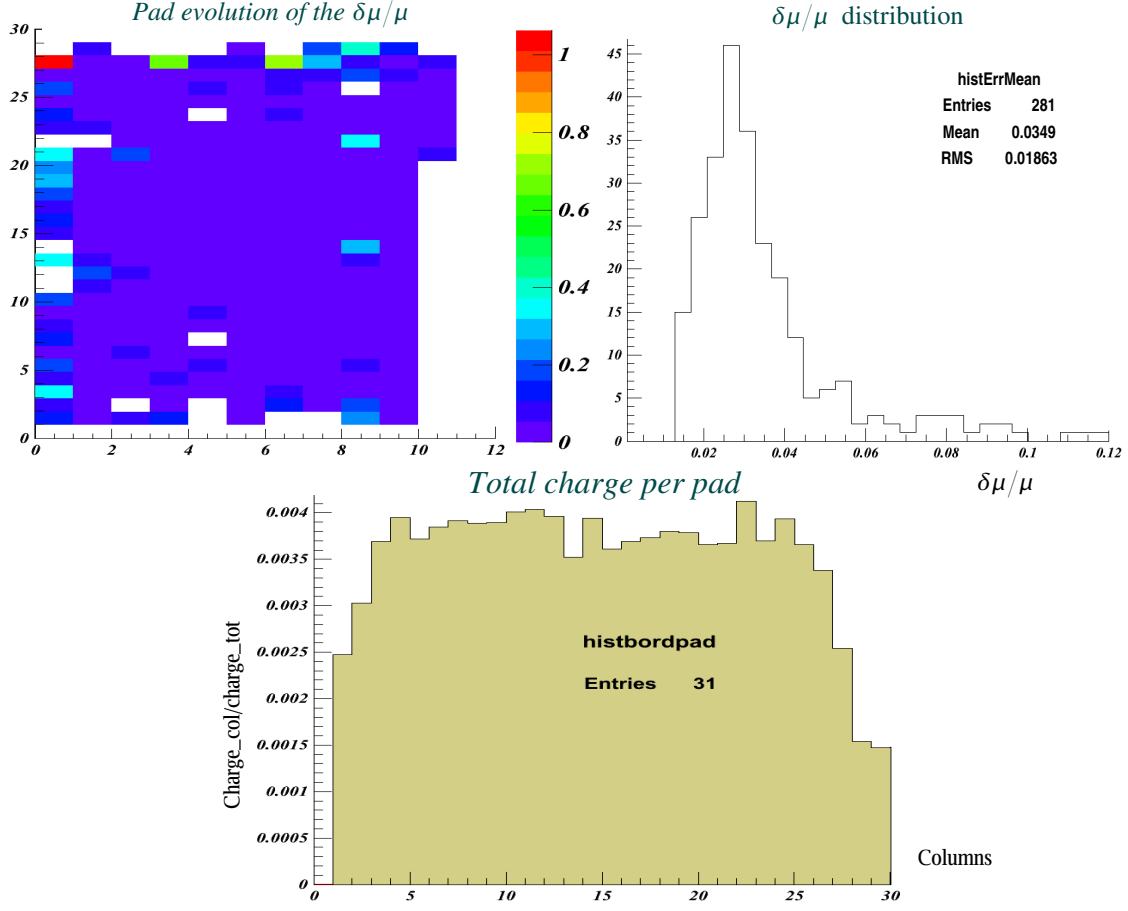 Pad evolution of the δμ/μ
30
25
20
15
10
5
0
0 2 4 6 8 10 12
1
0.8
0.6
0.4
0.2
0
δμ/μ distribution
45
40
35
30
25
20
15
10
5
0
histErrMean
Entries 281
Mean 0.0349
RMS 0.01863
0.02 0.04 0.06 0.08 0.1 0.12
δμ/μ
Total charge per pad
Charge_col/charge_tot
0.004
0.0035
0.003
0.0025
0.002
0.0015
0.001
0.0005
0
histbordpad
Entries 31
0 5 10 15 20 25 30
Columns